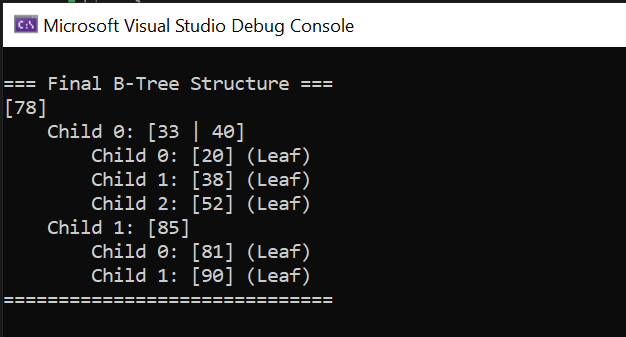 Microsoft Visual Studio Debug Console
=== Final B-Tree Structure ===
[78]
    Child 0: [33 | 40]
        Child 0: [20] (Leaf)
        Child 1: [38] (Leaf)
        Child 2: [52] (Leaf)
    Child 1: [85]
        Child 0: [81] (Leaf)
        Child 1: [90] (Leaf)
==============================